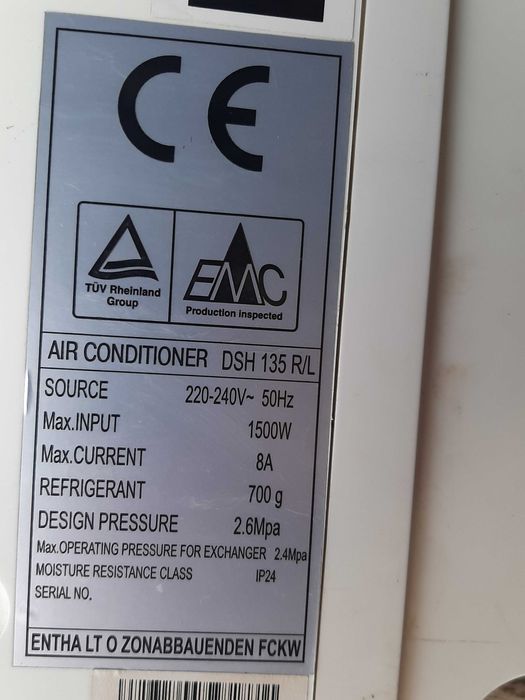 CE
TÜV Rheinland
Group
EMC
Production inspected
AIR CONDITIONER DSH 135 R/L
SOURCE 220-240V~ 50Hz
Max.INPUT 1500W
Max.CURRENT 8A
REFRIGERANT 700 g
DESIGN PRESSURE 2.6Mpa
Max.OPERATING PRESSURE FOR EXCHANGER 2.4Mpa
MOISTURE RESISTANCE CLASS IP24
SERIAL NO.
ENTHA LT O ZONABBAUENDEN FCKW